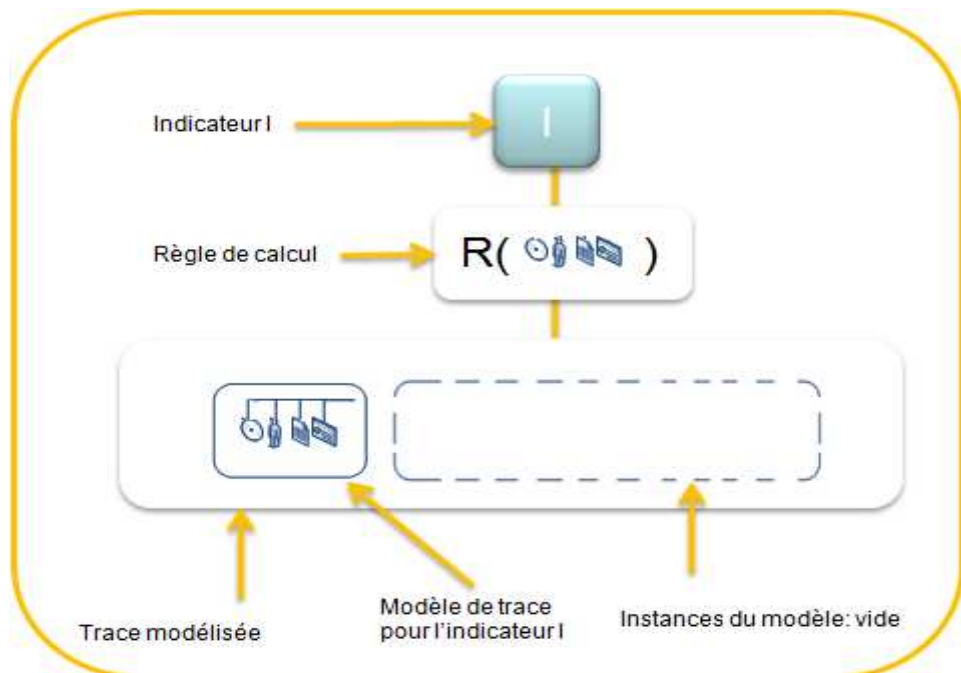 I
Indicateur I
Règle de calcul
R( )
Modèle de trace
pour l'indicateur I
Trace modélisée
Instances du modèle: vide